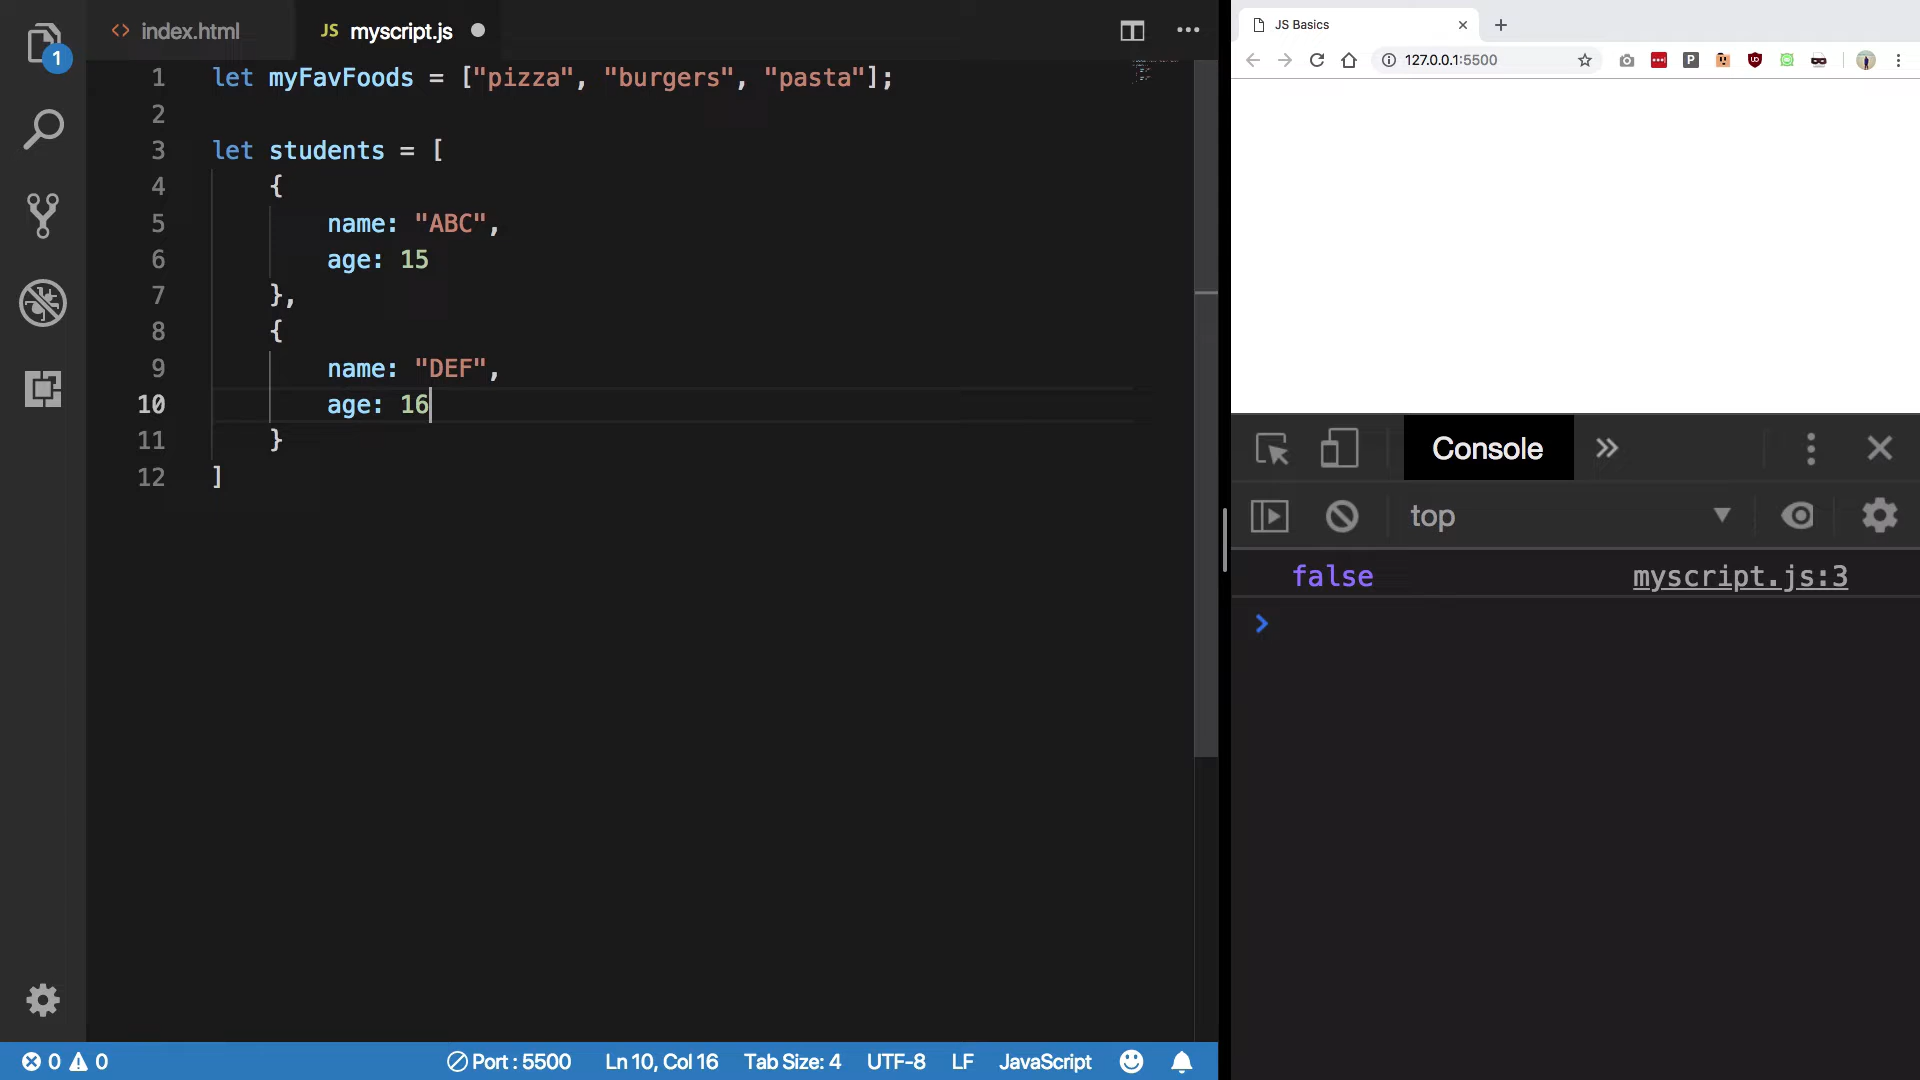 1
index.html
JS myscript.js
1 let myFavFoods = ["pizza", "burgers", "pasta"];
2
3 let students = [
4 {
5 name: "ABC",
6 age: 15
7 },
8 {
9 name: "DEF",
10 age: 16
11 }
12 ]
0 0
Port : 5500
Ln 10, Col 16
Tab Size: 4
UTF-8
LF
JavaScript
JS Basics
127.0.0.1:5500
Console
top
false myscript.js:3